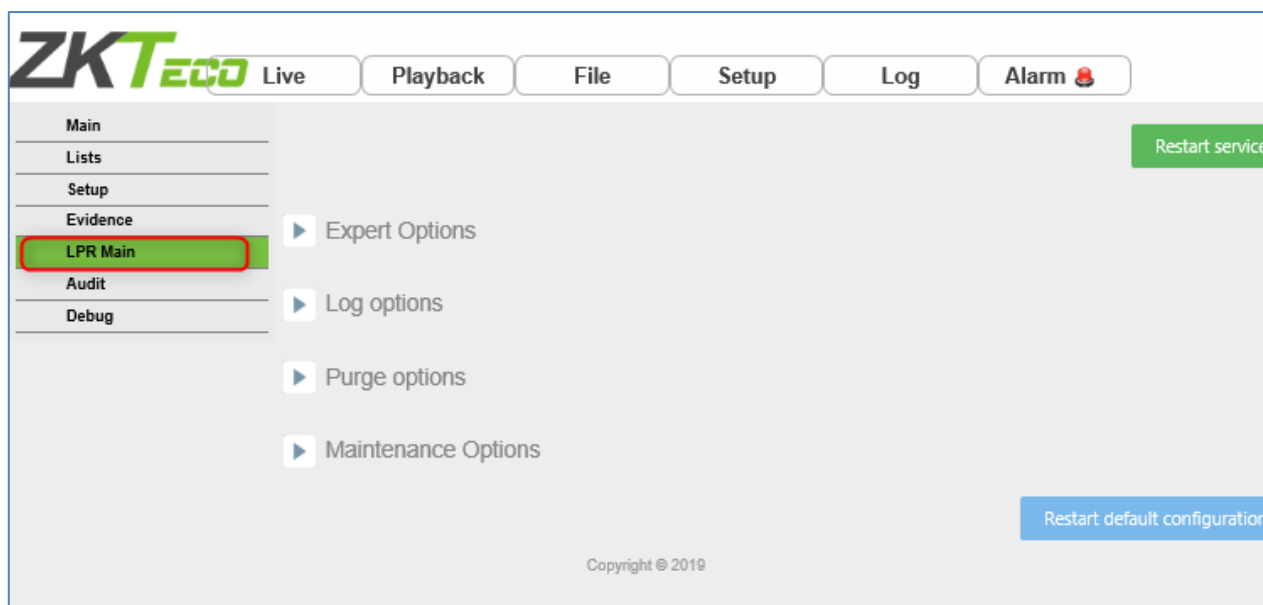 ZKTeco
Live Playback File Setup Log Alarm
Main
Lists
Setup
Evidence
LPR Main
Audit
Debug
Restart service
Expert Options
Log options
Purge options
Maintenance Options
Restart default configuration
Copyright © 2019